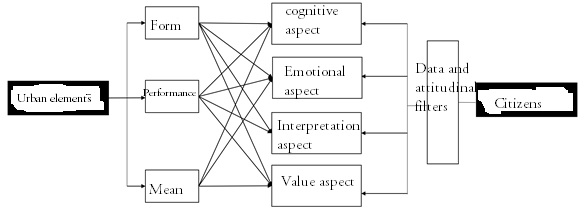 Urban elements
Form
Performance
Mean
cognitive
aspect
Emotional
aspect
Interpretation
aspect
Value aspect
Data and
attitudinal
filters
Citizens